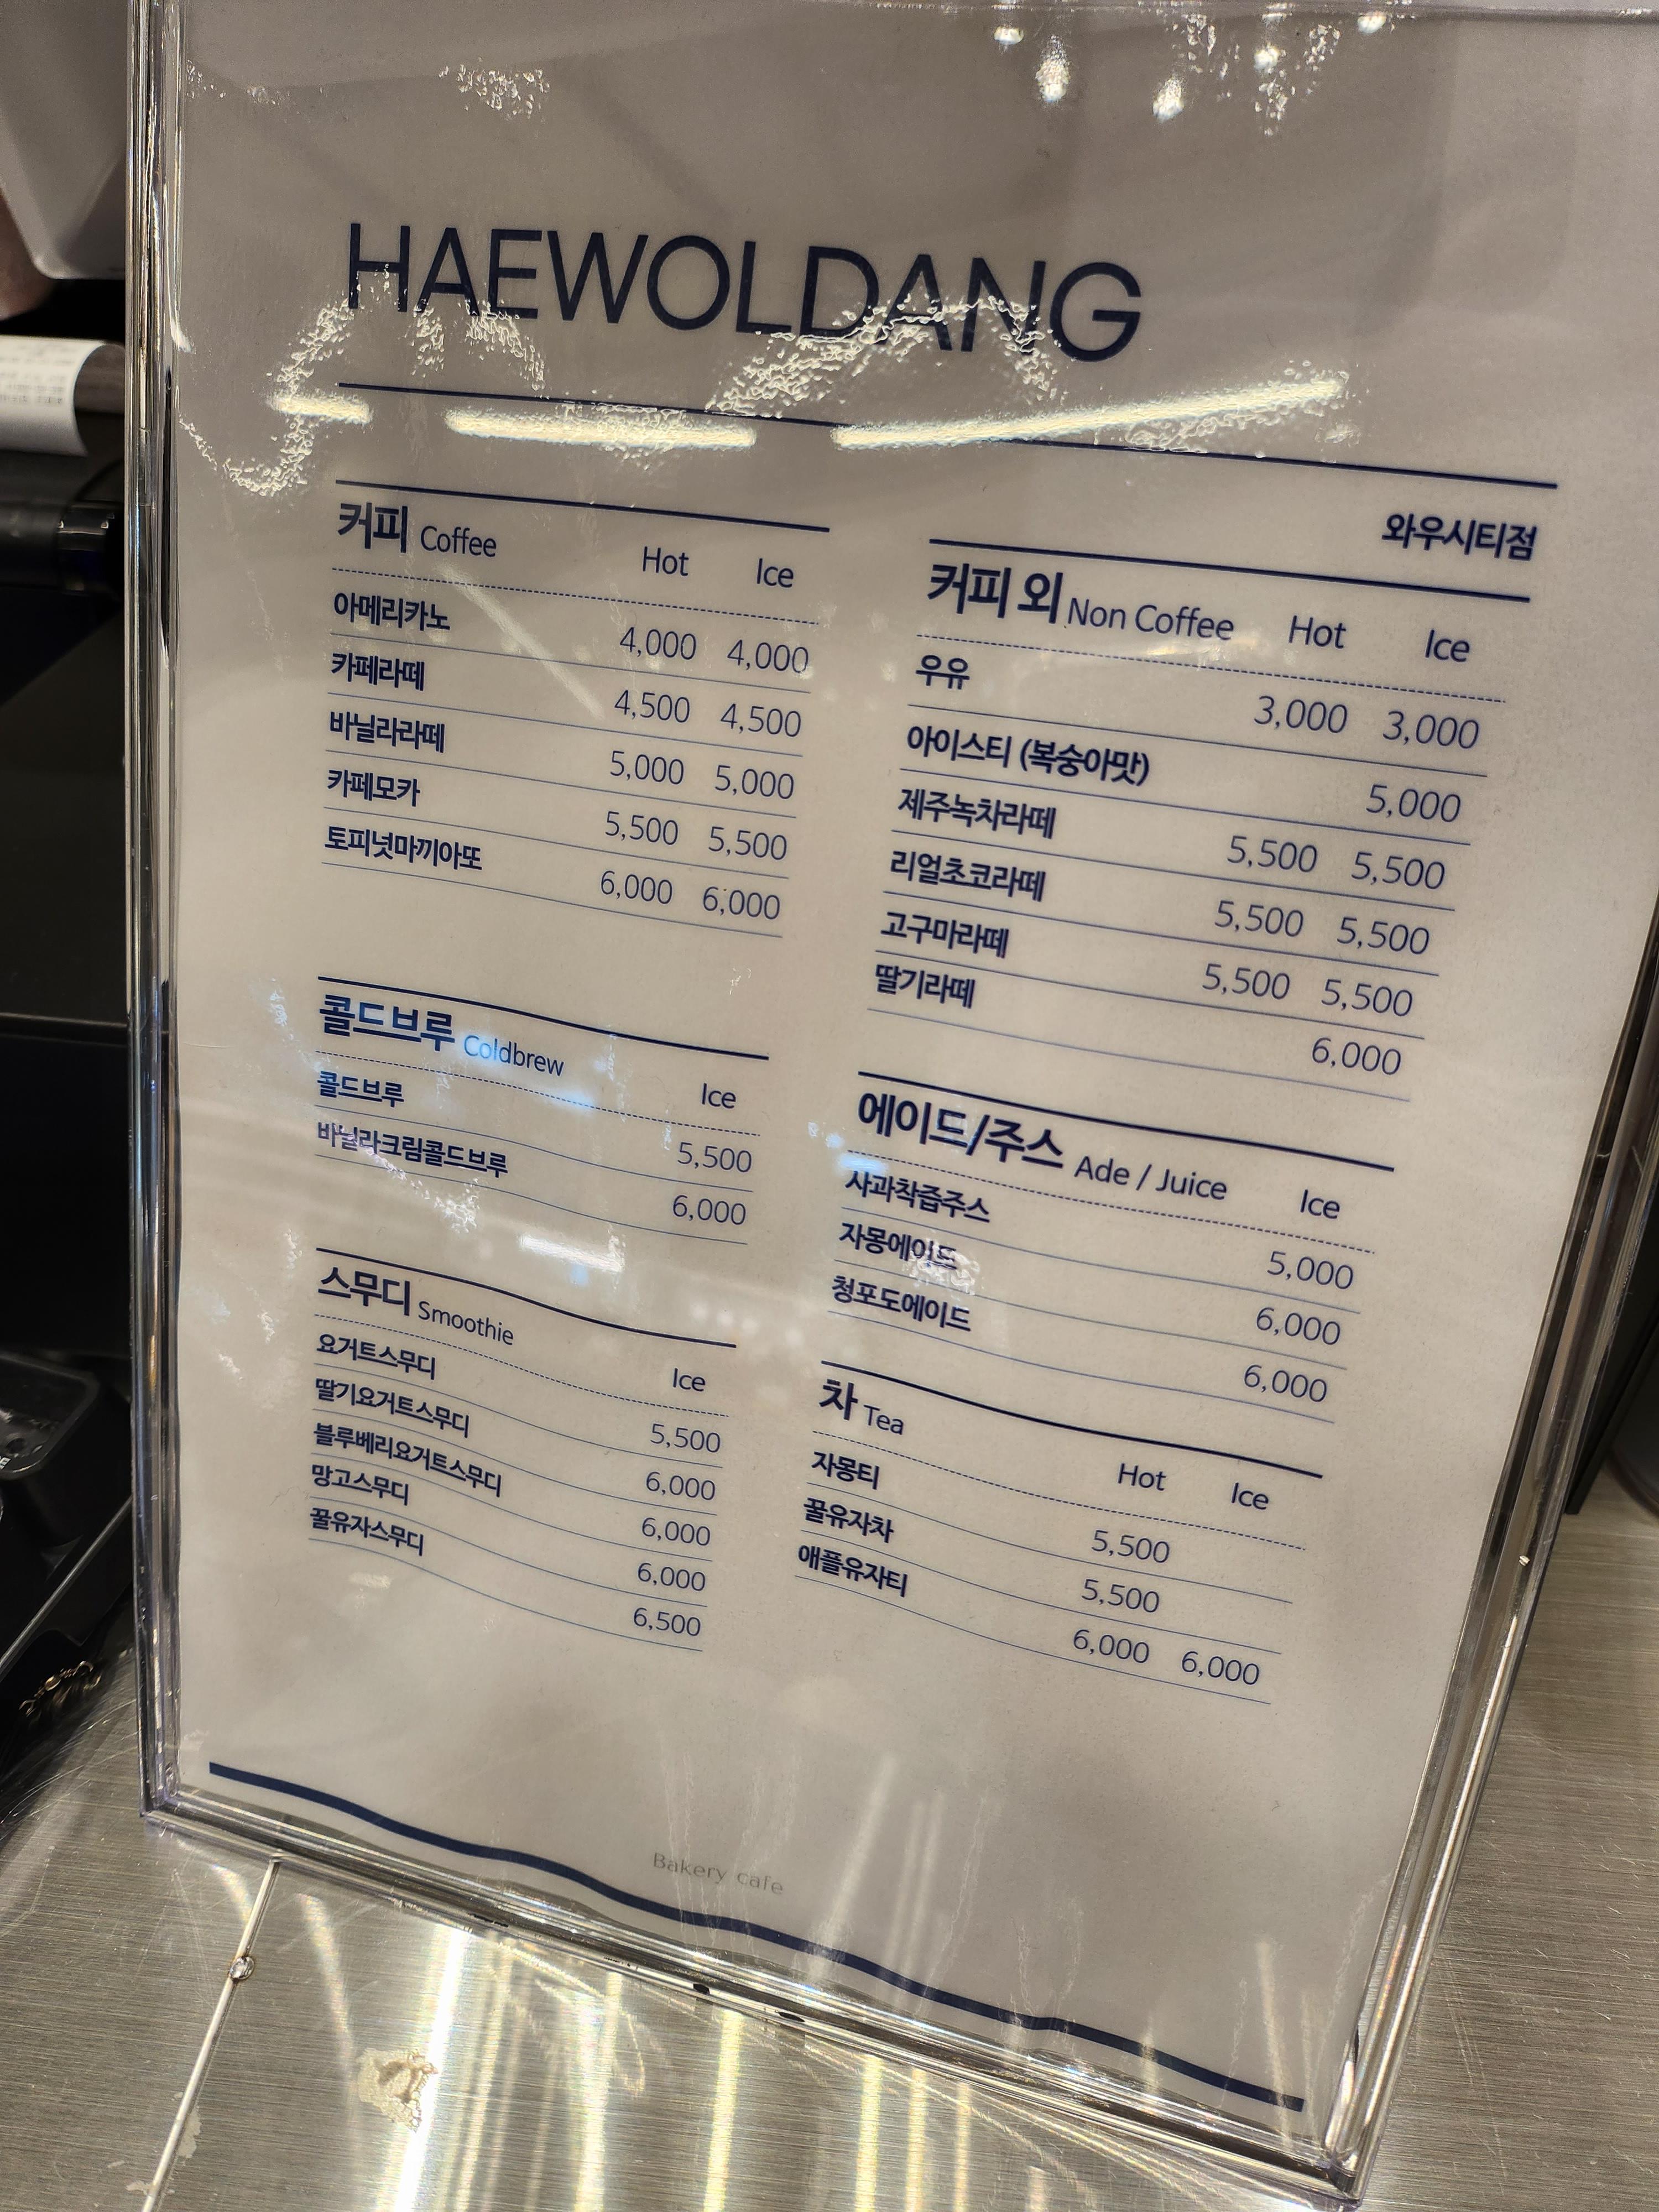 HAEWOLDANG
와우시티점
커피 Coffee Hot Ice
아메리카노 4,000 4,000
카페라떼 4,500 4,500
바닐라라떼 5,000 5,000
카페모카 5,500 5,500
토피넛마끼아또 6,000 6,000
콜드브루 Coldbrew Ice
콜드브루 5,500
바닐라크림콜드브루 6,000
스무디 Smoothie Ice
요거트스무디 5,500
딸기요거트스무디 6,000
블루베리요거트스무디 6,000
망고스무디 6,000
꿀유자스무디 6,500
커피 외 Non Coffee Hot Ice
우유 3,000 3,000
아이스티 (복숭아맛) 5,000
제주녹차라떼 5,500 5,500
리얼초코라떼 5,500 5,500
고구마라떼 5,500 5,500
딸기라떼 6,000
에이드/주스 Ade / Juice Ice
사과착즙주스 5,000
자몽에이드 6,000
청포도에이드 6,000
차 Tea Hot Ice
자몽티 5,500
꿀유자차 5,500
애플유자티 6,000 6,000
Bakery cafe